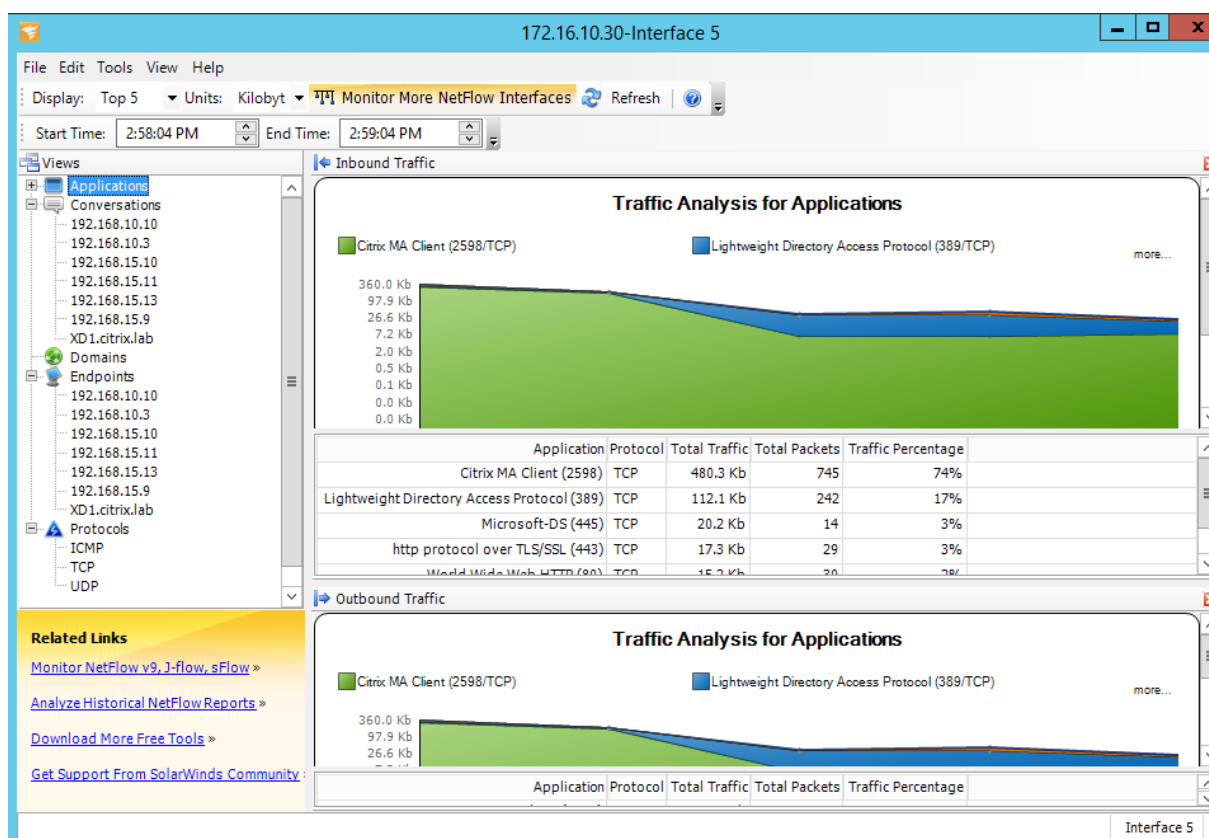 172.16.10.30-Interface 5
File Edit Tools View Help
Display: Top 5 Units: Kilobyt Monitor More NetFlow Interfaces Refresh
Start Time: 2:58:04 PM End Time: 2:59:04 PM
Views
Applications
Conversations
192.168.10.10
192.168.10.3
192.168.15.10
192.168.15.11
192.168.15.13
192.168.15.9
XD1.citrix.lab
Domains
Endpoints
192.168.10.10
192.168.10.3
192.168.15.10
192.168.15.11
192.168.15.13
192.168.15.9
XD1.citrix.lab
Protocols
ICMP
TCP
UDP
Related Links
Monitor NetFlow v9, J-flow, sFlow »
Analyze Historical NetFlow Reports »
Download More Free Tools »
Get Support From SolarWinds Community
Inbound Traffic
Traffic Analysis for Applications
Citrix MA Client (2598/TCP) Lightweight Directory Access Protocol (389/TCP) more...
360.0 Kb
97.9 Kb
26.6 Kb
7.2 Kb
2.0 Kb
0.5 Kb
0.1 Kb
0.0 Kb
0.0 Kb
Application Protocol Total Traffic Total Packets Traffic Percentage
Citrix MA Client (2598) TCP 480.3 Kb 745 74%
Lightweight Directory Access Protocol (389) TCP 112.1 Kb 242 17%
Microsoft-DS (445) TCP 20.2 Kb 14 3%
http protocol over TLS/SSL (443) TCP 17.3 Kb 29 3%
World Wide Web HTTP (80) TCP 15.2 Kb 2%
Outbound Traffic
Traffic Analysis for Applications
Citrix MA Client (2598/TCP) Lightweight Directory Access Protocol (389/TCP) more...
360.0 Kb
97.9 Kb
26.6 Kb
Application Protocol Total Traffic Total Packets Traffic Percentage
Interface 5